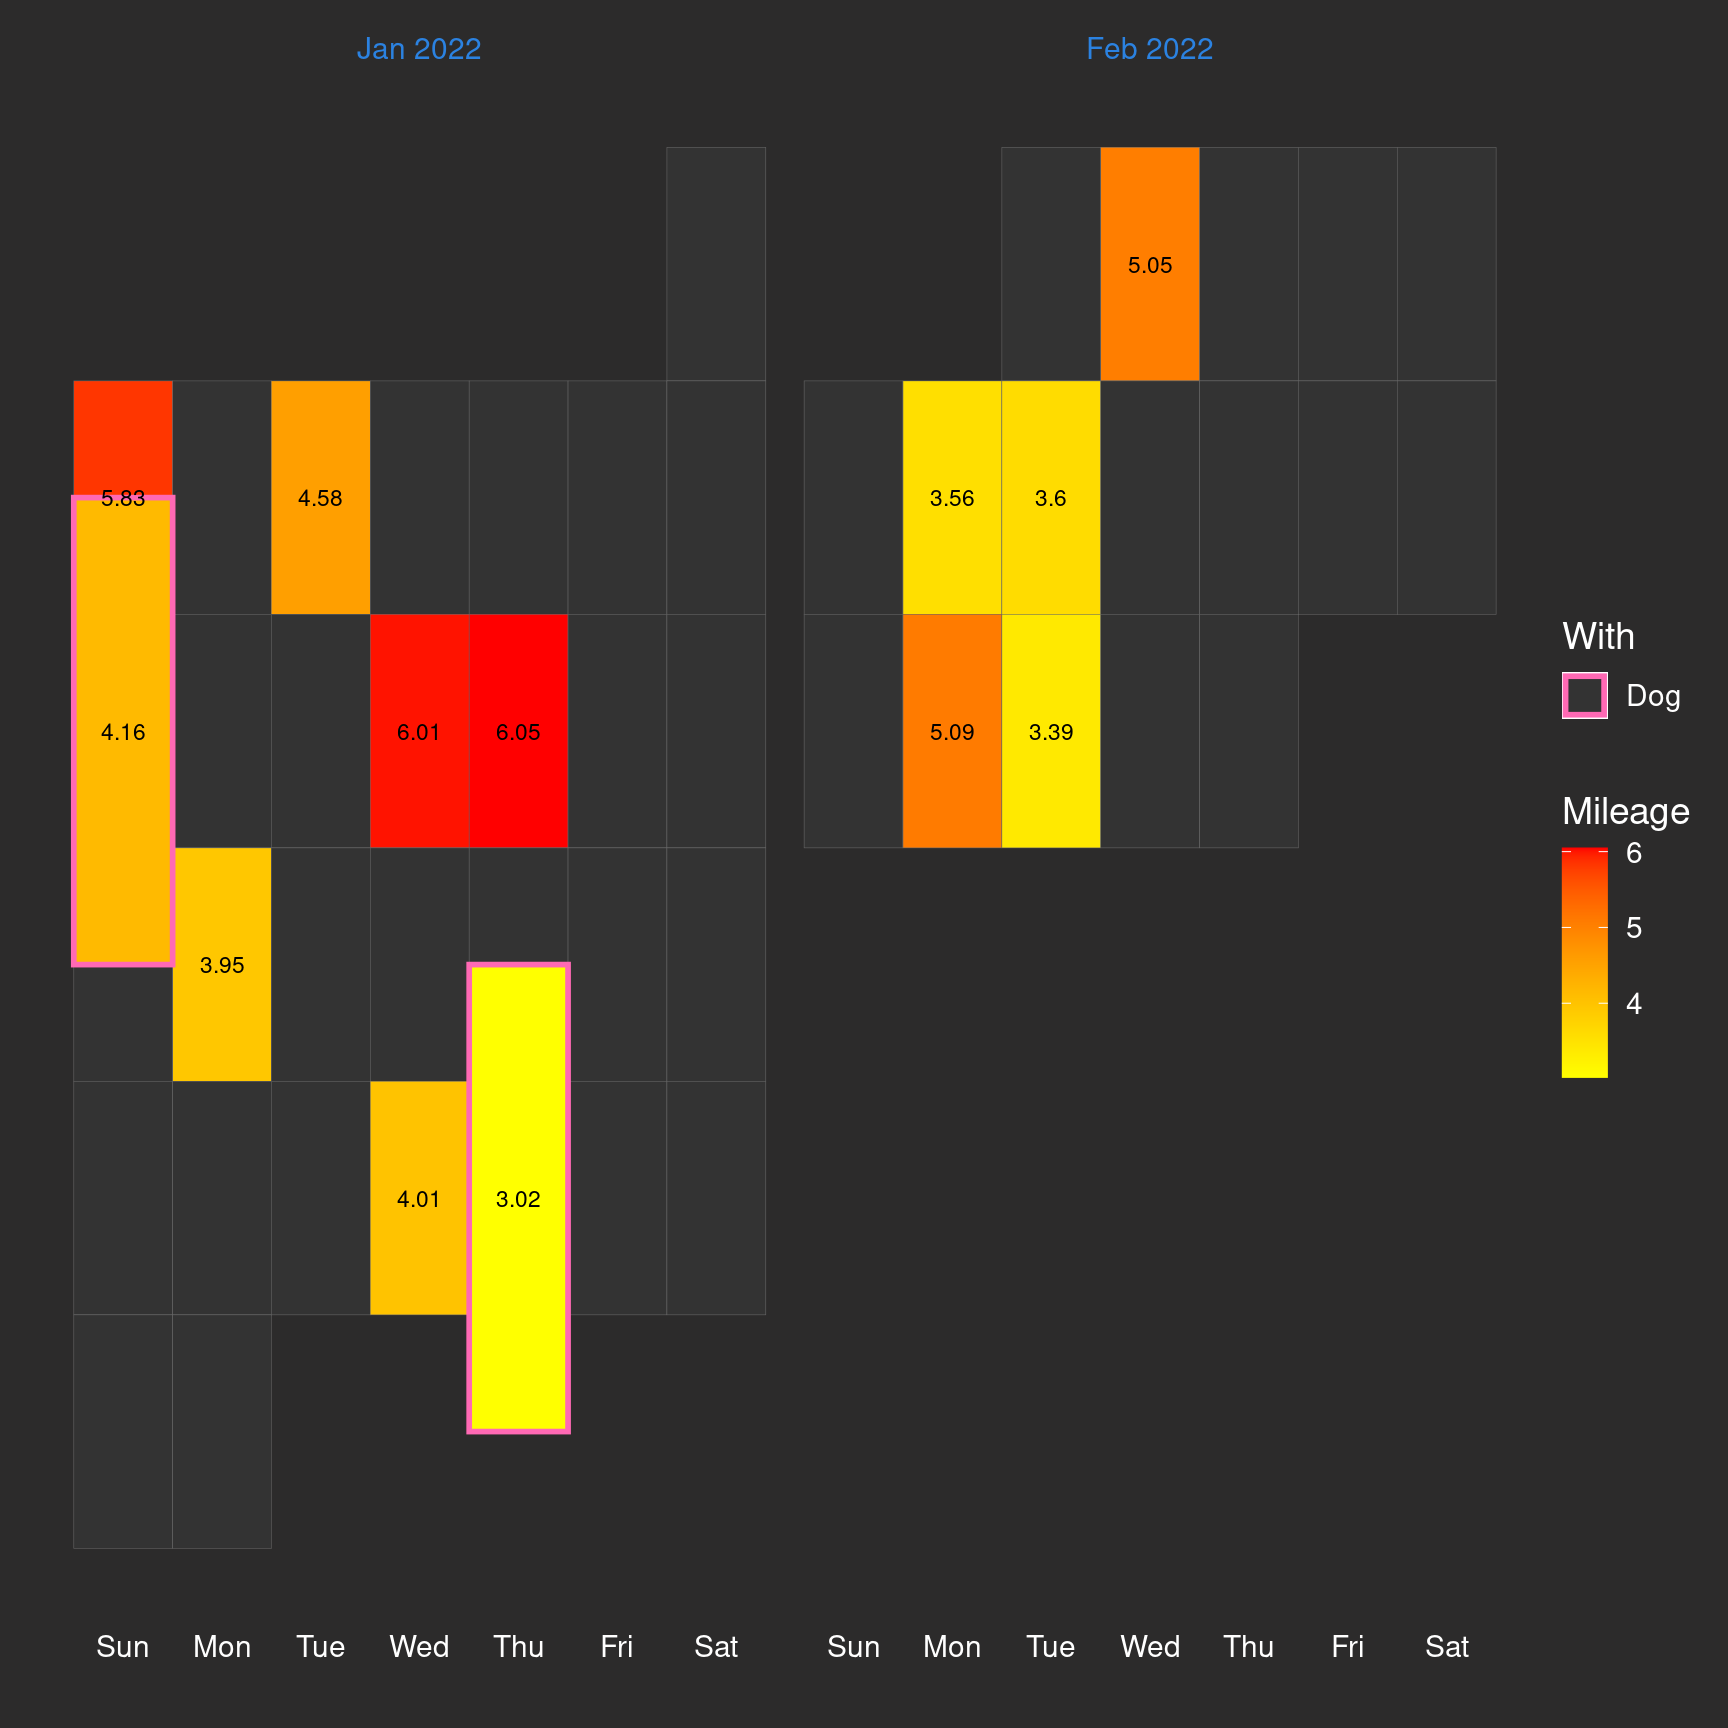 Jan 2022 Feb 2022
5.05
5.83 4.58 3.56 3.6
4.16 6.01 6.05 5.09 3.39
3.95
4.01 3.02
Sun Mon Tue Wed Thu Fri Sat Sun Mon Tue Wed Thu Fri Sat
With
Dog
Mileage
6
5
4